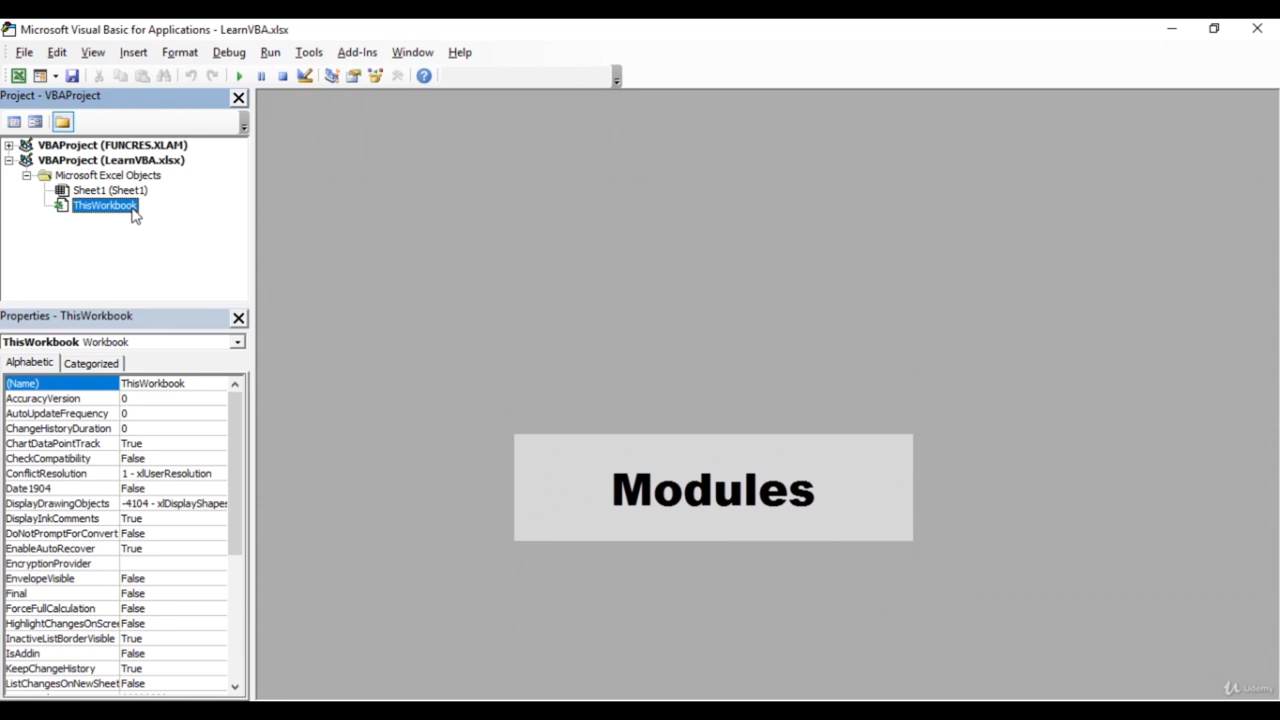 Microsoft Visual Basic for Applications - LearnVBA.xlsx
File Edit View Insert Format Debug Run Tools Add-Ins Window Help
Project - VBAProject
VBAProject (FUNCRES.XLAM)
VBAProject (LearnVBA.xlsx)
Microsoft Excel Objects
Sheet1 (Sheet1)
ThisWorkbook
Properties - ThisWorkbook
ThisWorkbook Workbook
Alphabetic Categorized
(Name) ThisWorkbook
AccuracyVersion 0
AutoUpdateFrequency 0
ChangeHistoryDuration 0
ChartDataPointTrack True
CheckCompatibility False
ConflictResolution 1 - xlUserResolution
Date1904 False
DisplayDrawingObjects -4104 - xlDisplayShapes
DisplayInkComments True
DoNotPromptForConvert False
EnableAutoRecover True
EncryptionProvider
EnvelopeVisible False
Final False
ForceFullCalculation False
HighlightChangesOnScree False
InactiveListBorderVisible True
IsAddin False
KeepChangeHistory True
ListChangesOnNewSheet False
Modules
Udemy